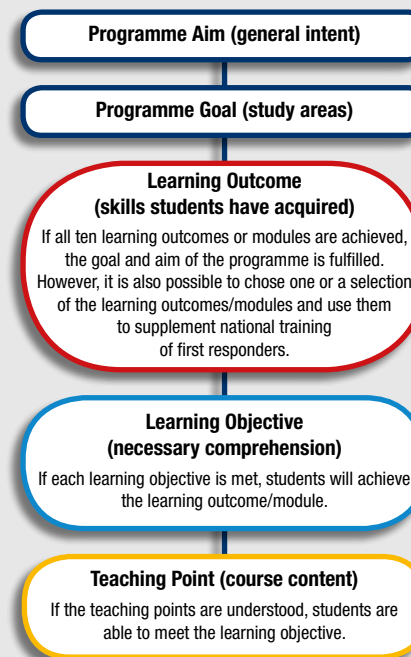 Programme Aim (general intent)
Programme Goal (study areas)
Learning Outcome
(skills students have acquired)
If all ten learning outcomes or modules are achieved,
the goal and aim of the programme is fulfilled.
However, it is also possible to chose one or a selection
of the learning outcomes/modules and use them
to supplement national training
of first responders.
Learning Objective
(necessary comprehension)
If each learning objective is met, students will achieve
the learning outcome/module.
Teaching Point (course content)
If the teaching points are understood, students are
able to meet the learning objective.